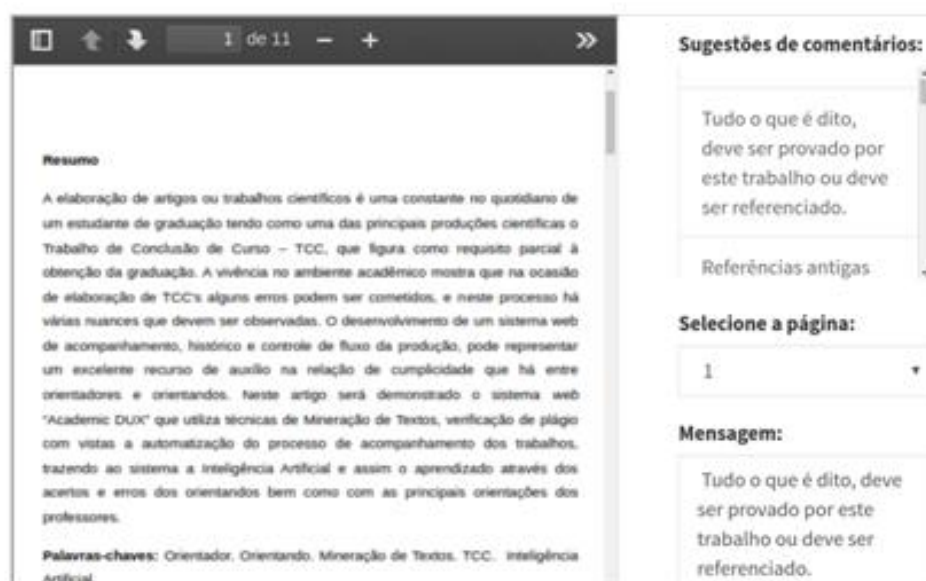 1 de 11
Resumo
A elaboração de artigos ou trabalhos científicos é uma constante no quotidiano de
um estudante de graduação tendo como uma das principais produções científicas o
Trabalho de Conclusão de Curso – TCC, que figura como requisito parcial à
obtenção da graduação. A vivência no ambiente acadêmico mostra que na ocasião
de elaboração de TCC's alguns erros podem ser cometidos, e neste processo há
várias nuances que devem ser observadas. O desenvolvimento de um sistema web
de acompanhamento, histórico e controle de fluxo da produção, pode representar
um excelente recurso de auxílio na relação de cumplicidade que há entre
orientadores e orientandos. Neste artigo será demonstrado o sistema web
"Academic DUX" que utiliza técnicas de Mineração de Textos, verificação de plágio
com vistas a automatização do processo de acompanhamento dos trabalhos,
trazendo ao sistema a Inteligência Artificial e assim o aprendizado através dos
acertos e erros dos orientandos bem como com as principais orientações dos
professores.
Palavras-chaves: Orientador. Orientando. Mineração de Textos. TCC. Inteligência
Artificial
Sugestões de comentários:
Tudo o que é dito,
deve ser provado por
este trabalho ou deve
ser referenciado.
Referências antigas
Selecione a página:
1
Mensagem:
Tudo o que é dito, deve
ser provado por este
trabalho ou deve ser
referenciado.